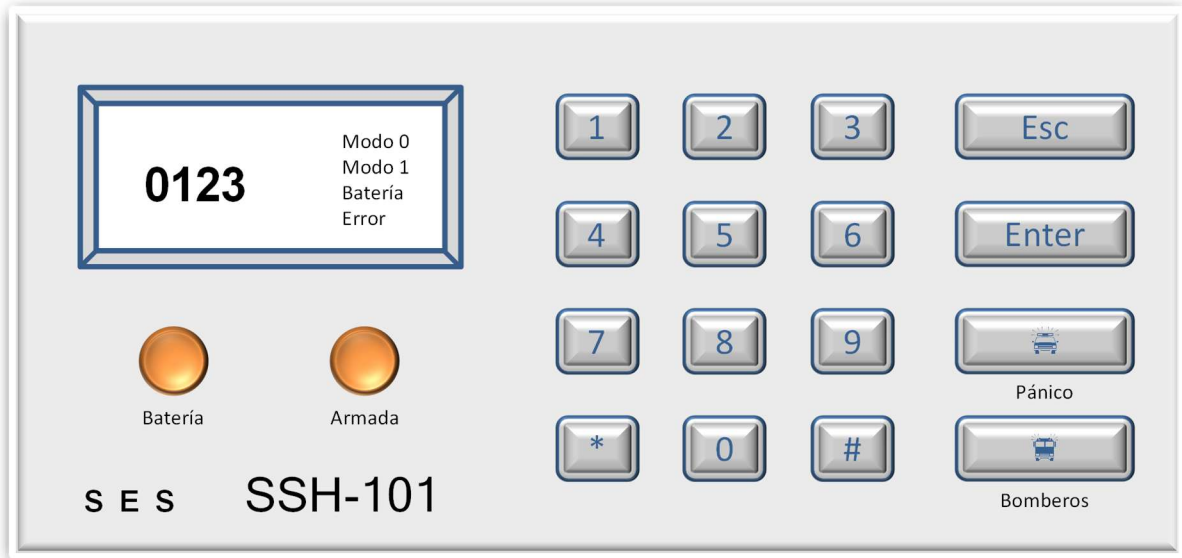 0123
Modo 0
Modo 1
Batería
Error
Batería
Armada
S E S
SSH-101
1 2 3 Esc
4 5 6 Enter
7 8 9
Pánico
* 0 #
Bomberos